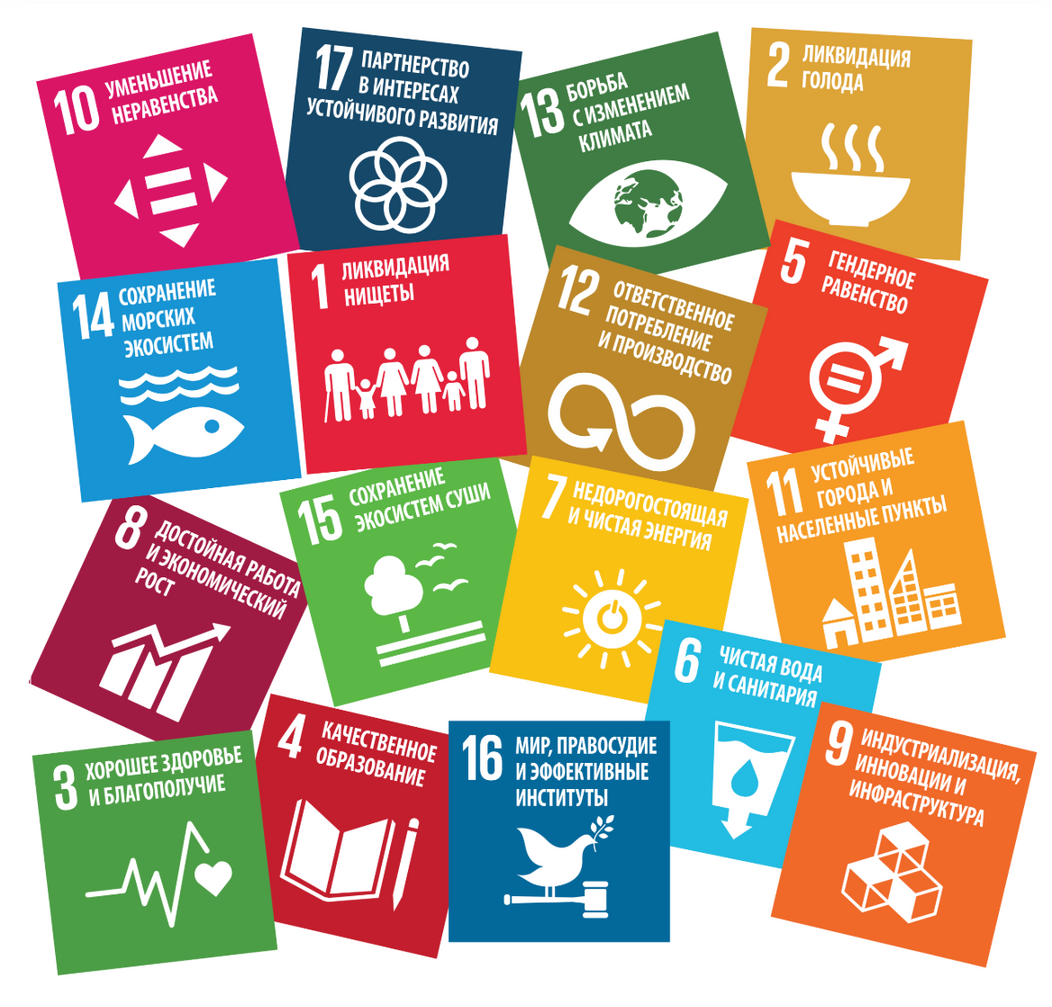 10 УМЕНЬШЕНИЕ
НЕРАВЕНСТВА
17 ПАРТНЕРСТВО
В ИНТЕРЕСАХ
УСТОЙЧИВОГО РАЗВИТИЯ
13 БОРЬБА
С ИЗМЕНЕНИЕМ
КЛИМАТА
2 ЛИКВИДАЦИЯ
ГОЛОДА
14 СОХРАНЕНИЕ
МОРСКИХ
ЭКОСИСТЕМ
1 ЛИКВИДАЦИЯ
НИЩЕТЫ
12 ОТВЕТСТВЕННОЕ
ПОТРЕБЛЕНИЕ
И ПРОИЗВОДСТВО
5 ГЕНДЕРНОЕ
РАВЕНСТВО
8 ДОСТОЙНАЯ РАБОТА
И ЭКОНОМИЧЕСКИЙ
РОСТ
15 СОХРАНЕНИЕ
ЭКОСИСТЕМ СУШИ
7 НЕДОРОГОСТОЯЩАЯ
И ЧИСТАЯ ЭНЕРГИЯ
11 УСТОЙЧИВЫЕ
ГОРОДА И
НАСЕЛЕННЫЕ ПУНКТЫ
3 ХОРОШЕЕ ЗДОРОВЬЕ
И БЛАГОПОЛУЧИЕ
4 КАЧЕСТВЕННОЕ
ОБРАЗОВАНИЕ
16 МИР, ПРАВОСУДИЕ
И ЭФФЕКТИВНЫЕ
ИНСТИТУТЫ
6 ЧИСТАЯ ВОДА
И САНИТАРИЯ
9 ИНДУСТРИАЛИЗАЦИЯ,
ИННОВАЦИИ И
ИНФРАСТРУКТУРА